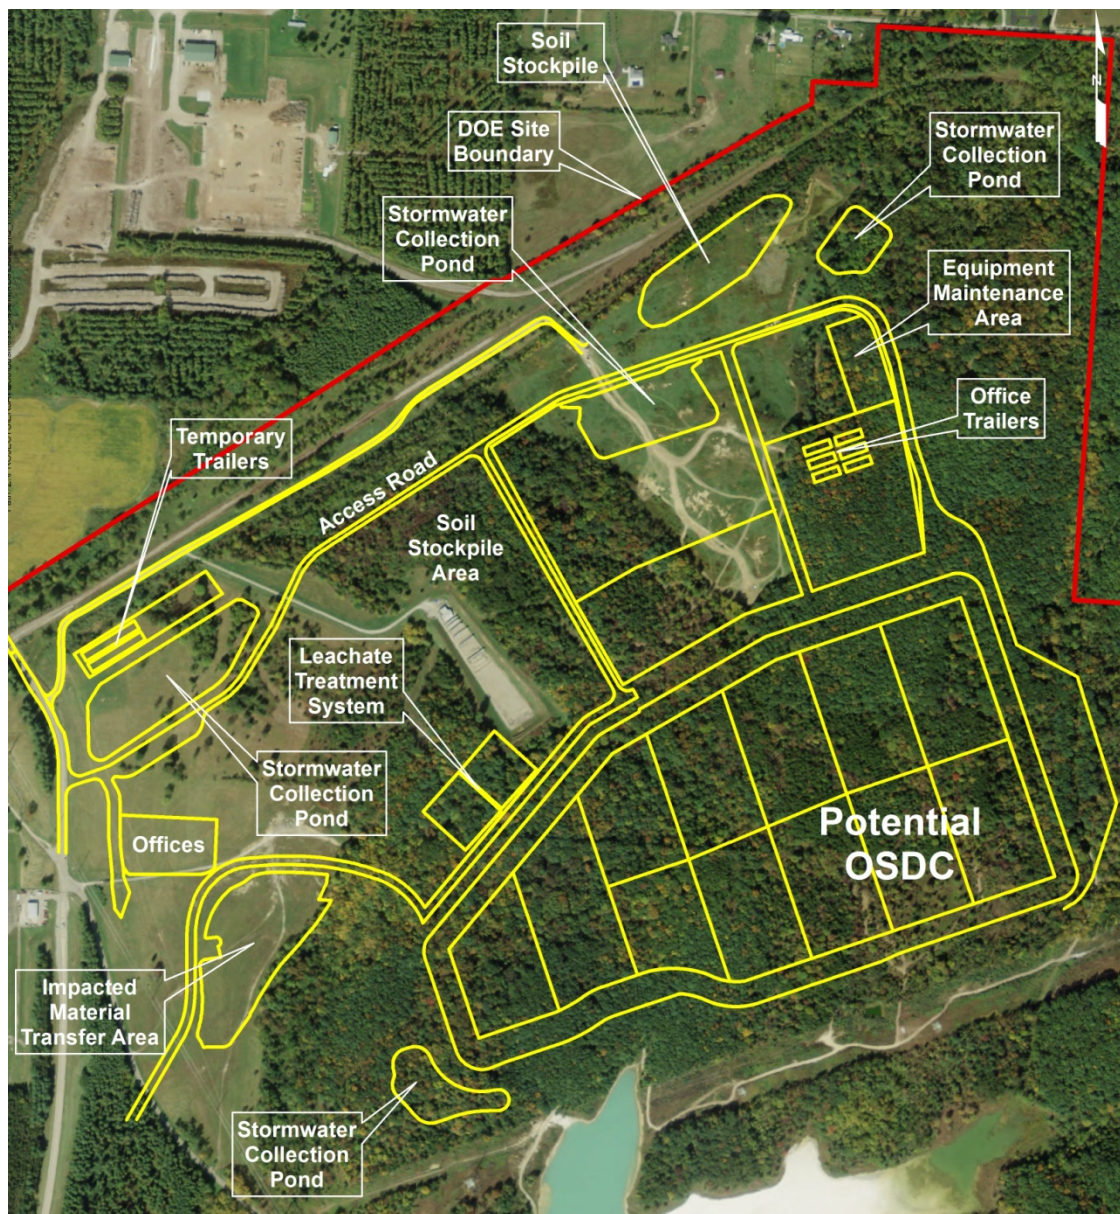 Soil
Stockpile
N
DOE Site
Boundary
Stormwater
Collection
Pond
Stormwater
Collection
Pond
Equipment
Maintenance
Area
Office
Trailers
Temporary
Trailers
Access Road
Soil
Stockpile
Area
Leachate
Treatment
System
Stormwater
Collection
Pond
Offices
Potential
OSDC
Impacted
Material
Transfer Area
Stormwater
Collection
Pond